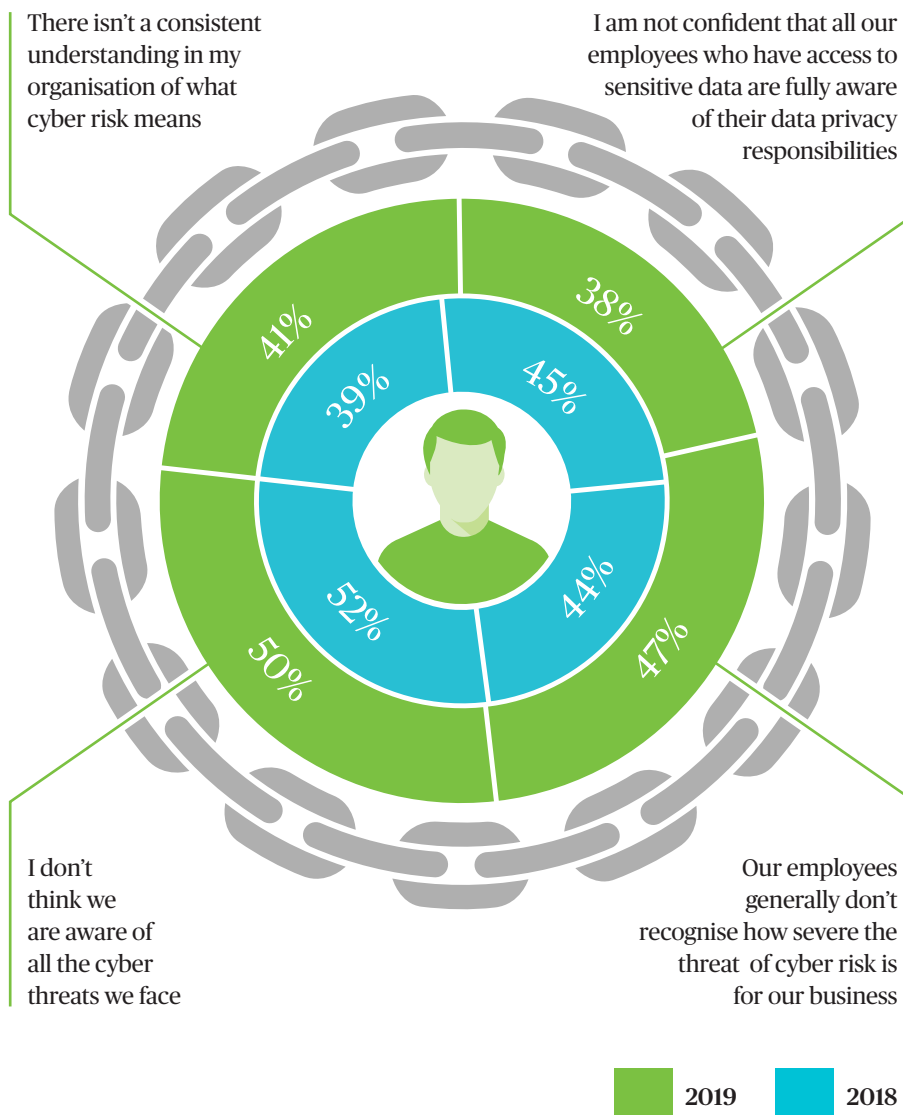 There isn't a consistent
understanding in my
organisation of what
cyber risk means
I am not confident that all our
employees who have access to
sensitive data are fully aware
of their data privacy
responsibilities
41%
38%
39%
45%
52%
44%
50%
47%
I don't
think we
are aware of
all the cyber
threats we face
Our employees
generally don't
recognise how severe the
threat of cyber risk is
for our business
2019
2018